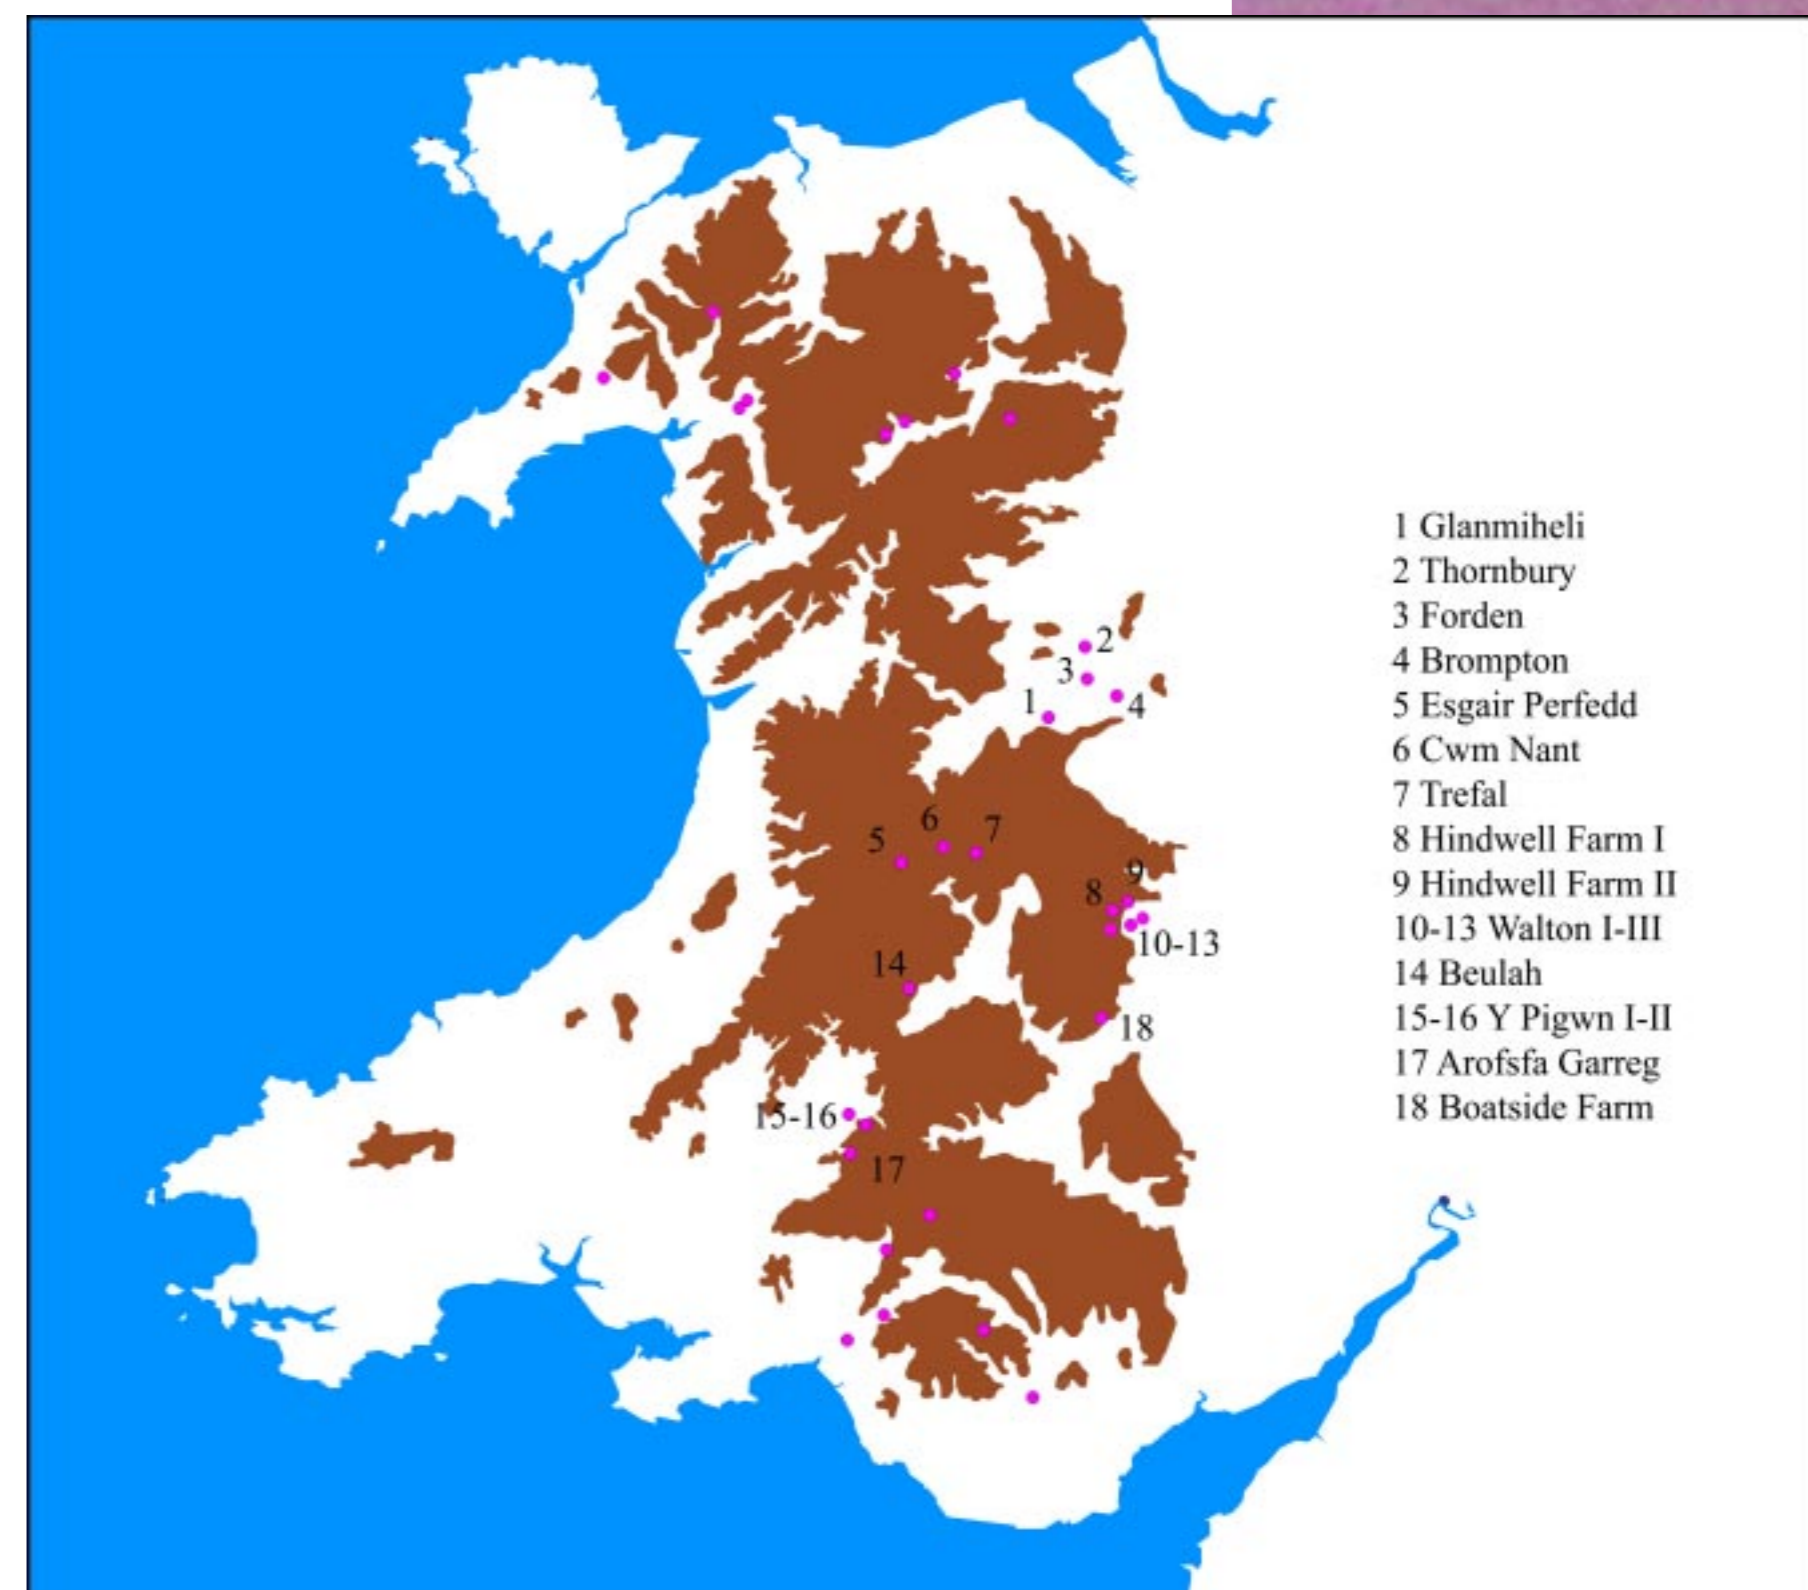 2
3
1
4
6
7
5
9
8
10-13
14
18
15-16
17
1 Glanmiheli
2 Thornbury
3 Forden
4 Brompton
5 Esgair Perfedd
6 Cwm Nant
7 Trefal
8 Hindwell Farm I
9 Hindwell Farm II
10-13 Walton I-III
14 Beulah
15-16 Y Pigwn I-II
17 Arofsfa Garreg
18 Boatside Farm